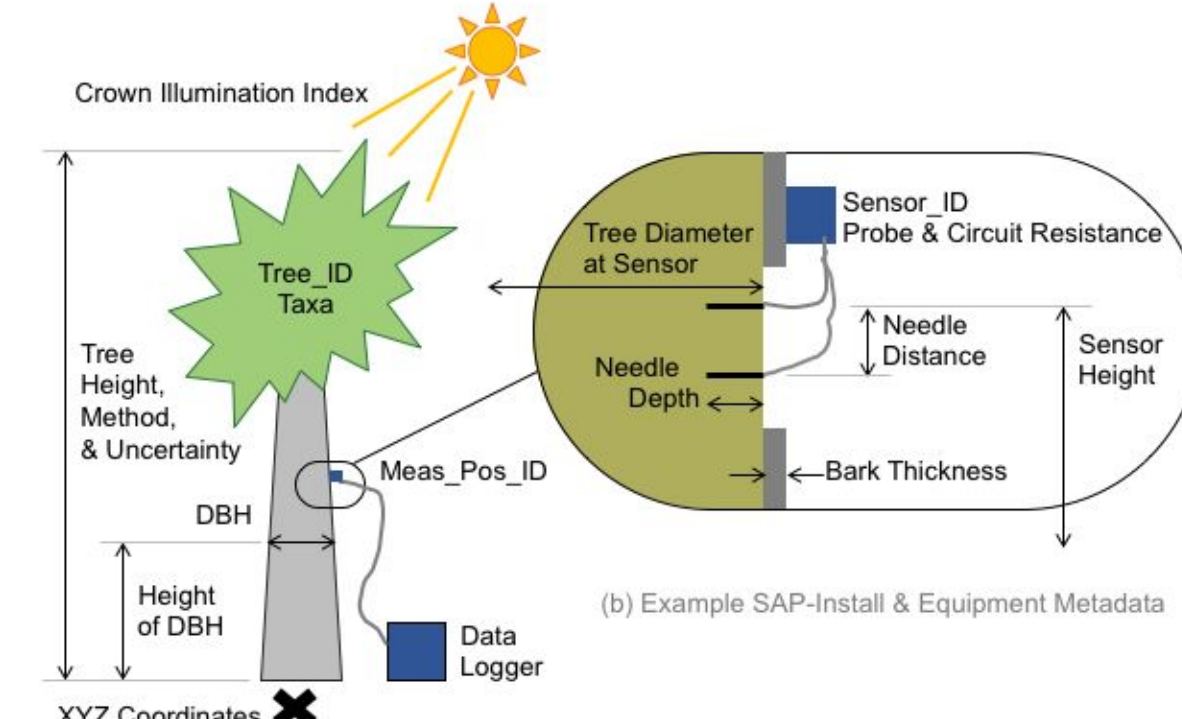 Crown Illumination Index
Tree_ID
Taxa
Tree
Height,
Method,
& Uncertainty
Meas_Pos_ID
DBH
Height
of DBH
Data
Logger
XYZ Coordinates
Sensor_ID
Probe & Circuit Resistance
Tree Diameter
at Sensor
Needle
Distance
Sensor
Height
Needle
Depth
Bark Thickness
(b) Example SAP-Install & Equipment Metadata